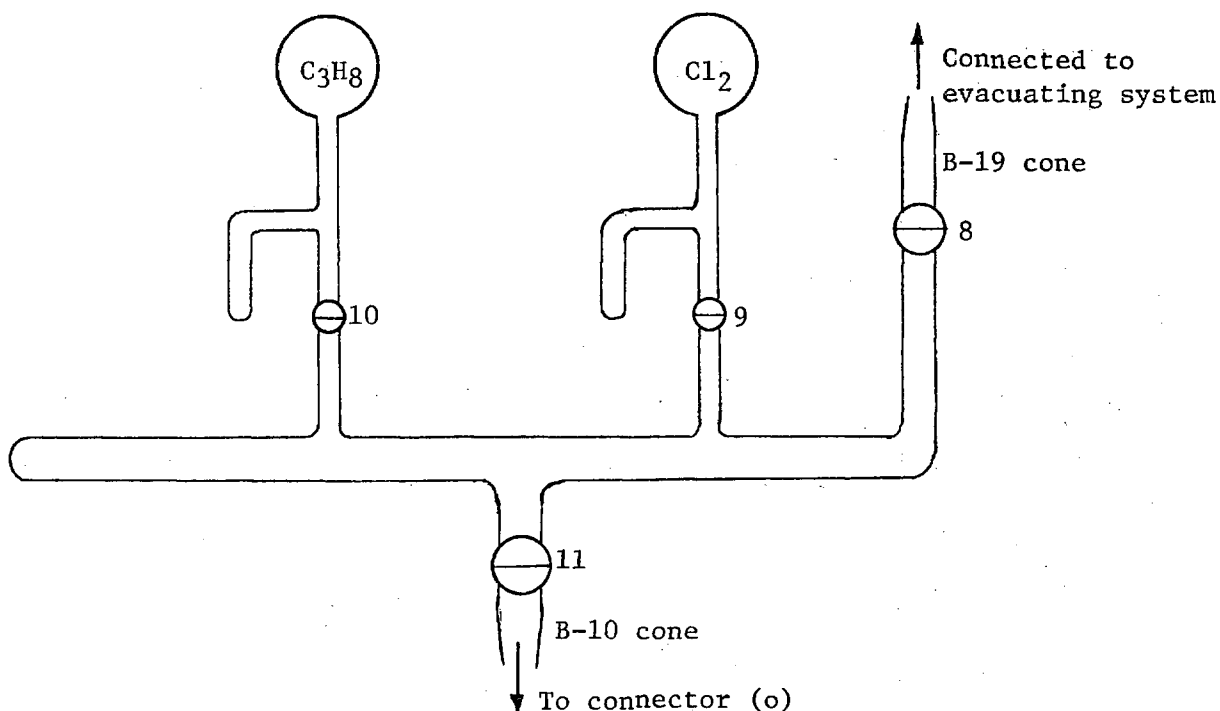 C3H8
Cl2
Connected to
evacuating system
B-19 cone
8
10
9
11
B-10 cone
To connector (o)